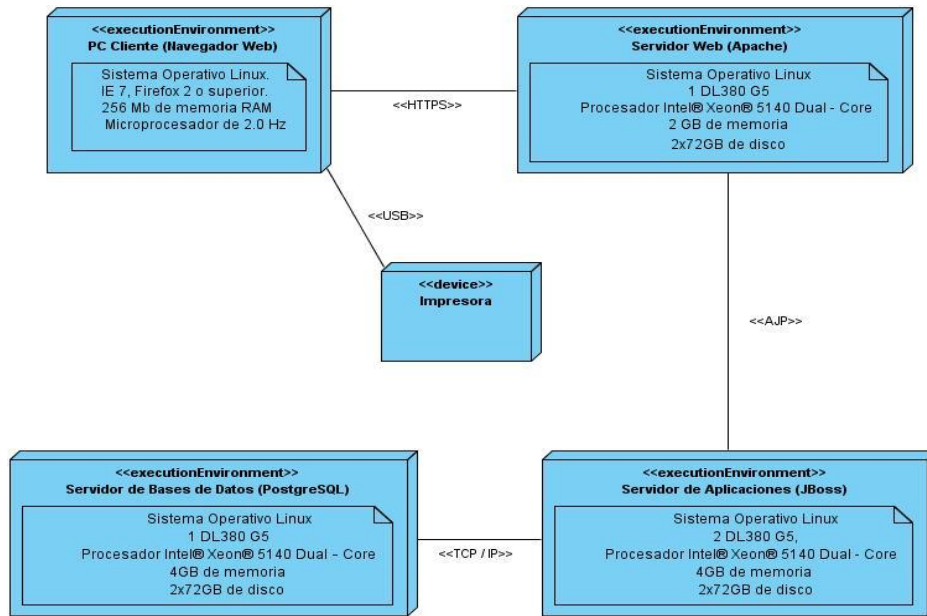 <<executionEnvironment>>
PC Cliente (Navegador Web)
Sistema Operativo Linux.
IE 7, Firefox 2 o superior.
256 Mb de memoria RAM
Microprocesador de 2.0 Hz
<<HTTPS>>
<<executionEnvironment>>
Servidor Web (Apache)
Sistema Operativo Linux
1 DL380 G5
Procesador Intel® Xeon® 5140 Dual - Core
2 GB de memoria
2x72GB de disco
<<USB>>
<<device>>
Impresora
<<AJP>>
<<executionEnvironment>>
Servidor de Bases de Datos (PostgreSQL)
Sistema Operativo Linux
1 DL380 G5
Procesador Intel® Xeon® 5140 Dual - Core
4GB de memoria
2x72GB de disco
<<TCP / IP>>
<<executionEnvironment>>
Servidor de Aplicaciones (JBoss)
Sistema Operativo Linux
2 DL380 G5,
Procesador Intel® Xeon® 5140 Dual - Core
4GB de memoria
2x72GB de disco